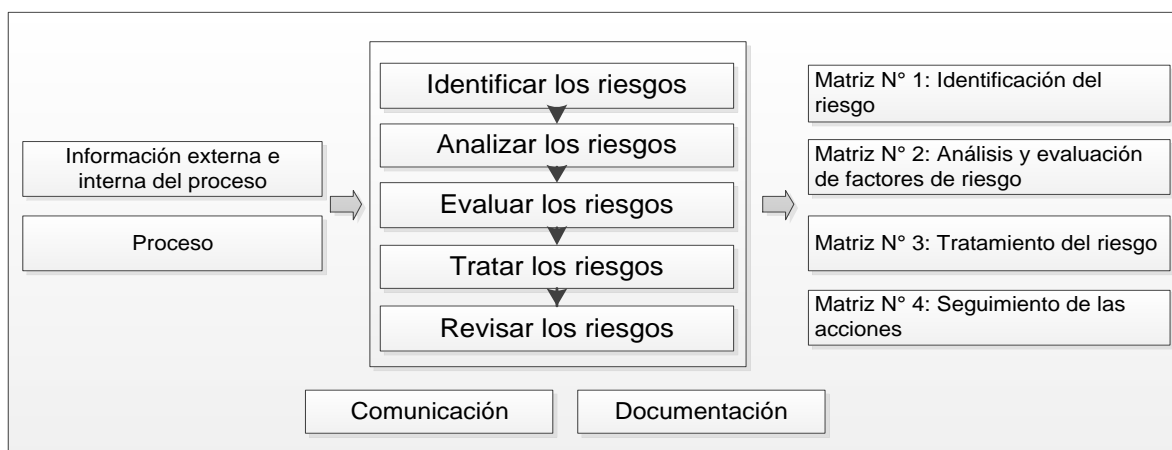 Información externa e
interna del proceso
Proceso
Identificar los riesgos
Analizar los riesgos
Evaluar los riesgos
Tratar los riesgos
Revisar los riesgos
Matriz N° 1: Identificación del
riesgo
Matriz N° 2: Análisis y evaluación
de factores de riesgo
Matriz N° 3: Tratamiento del riesgo
Matriz N° 4: Seguimiento de las
acciones
Comunicación
Documentación